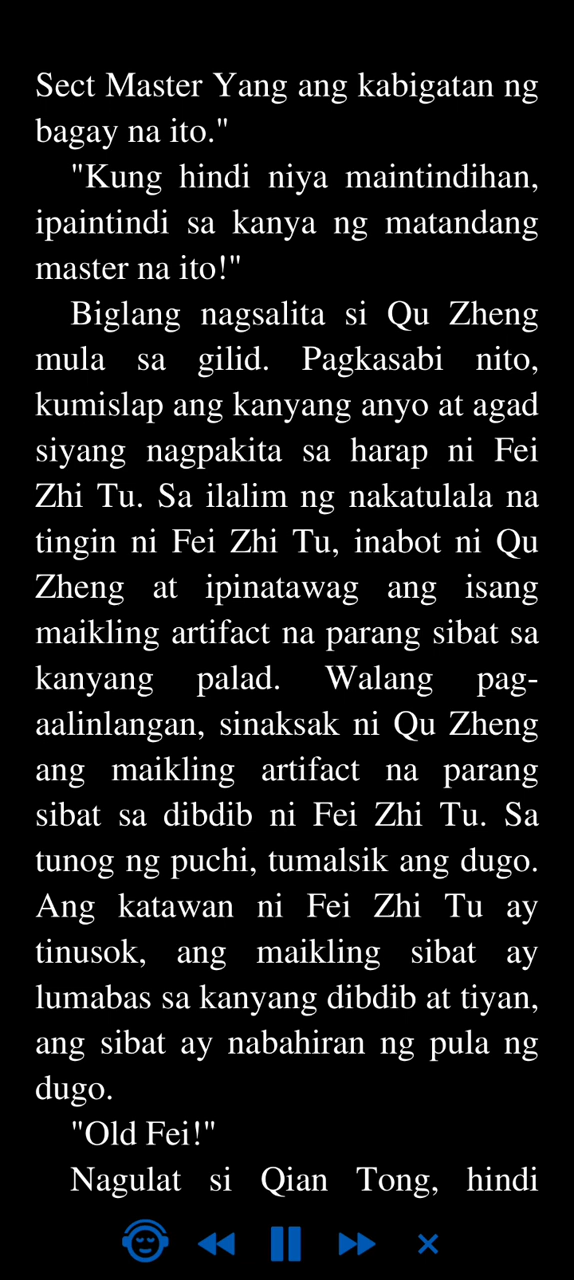 Sect Master Yang ang kabigatan ng
bagay na ito."
"Kung hindi niya maintindihan,
ipaintindi sa kanya ng matandang
master na ito!"
Biglang nagsalita si Qu Zheng
mula sa gilid. Pagkasabi nito,
kumislap ang kanyang anyo at agad
siyang nagpakita sa harap ni Fei
Zhi Tu. Sa ilalim ng nakatulala na
tingin ni Fei Zhi Tu, inabot ni Qu
Zheng at ipinatawag ang isang
maikling artifact na parang sibat sa
kanyang palad. Walang pag-
aalinlangan, sinaksak ni Qu Zheng
ang maikling artifact na parang
sibat sa dibdib ni Fei Zhi Tu. Sa
tunog ng puchi, tumalsik ang dugo.
Ang katawan ni Fei Zhi Tu ay
tinusok, ang maikling sibat ay
lumabas sa kanyang dibdib at tiyan,
ang sibat ay nabahiran ng pula ng
dugo.
"Old Fei!"
Nagulat si Qian Tong, hindi